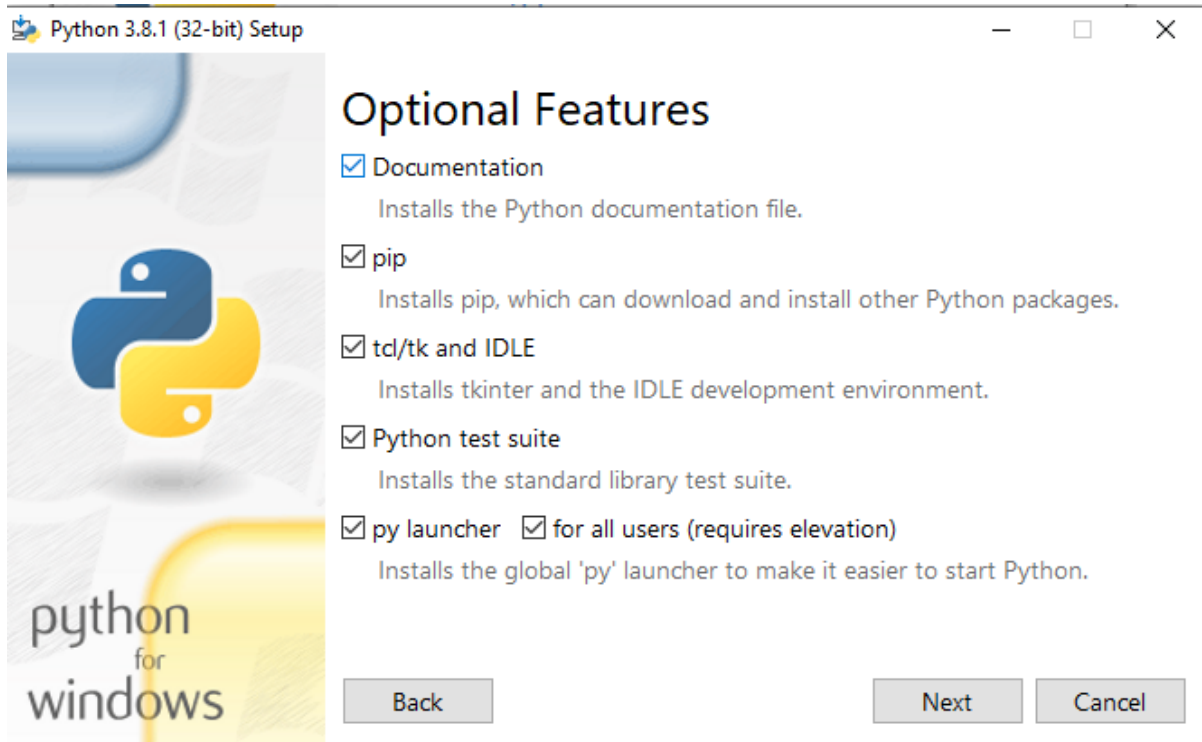 Python 3.8.1 (32-bit) Setup
Optional Features
Documentation
Installs the Python documentation file.
pip
Installs pip, which can download and install other Python packages.
tcl/tk and IDLE
Installs tkinter and the IDLE development environment.
Python test suite
Installs the standard library test suite.
py launcher for all users (requires elevation)
Installs the global 'py' launcher to make it easier to start Python.
python
for
windows
Back Next Cancel